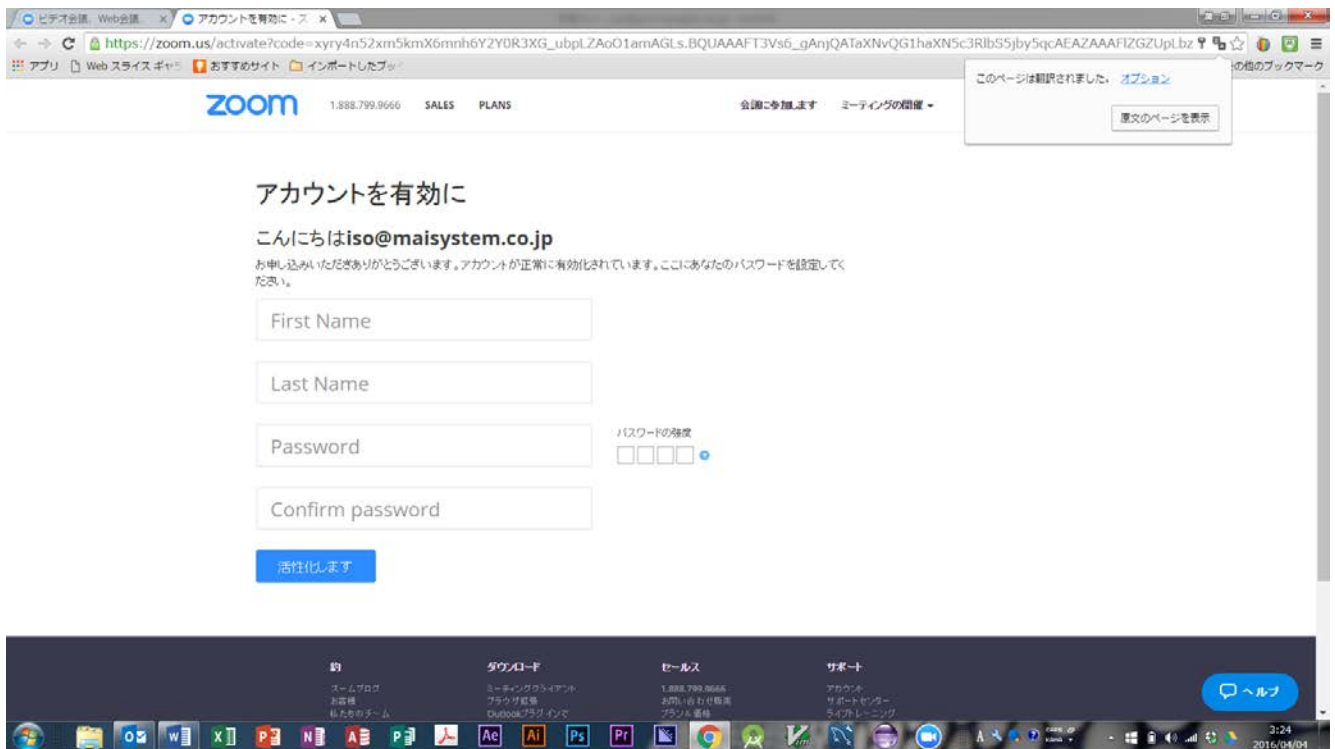 ビデオ会議、Web会議
アカウントを有効に - ズ
https://zoom.us/activate?code=xyry4n52xm5kmX6mnh6Y2Y0R3XG_ubpLZAoO1amAGLs.BQUAAAFT3Vs6_gAnjQATaXNvQG1haXN5c3RlbS5jby5qcAEAZAAAFlZGZUpLbz
アプリ Web スライス ギャラ おすすめサイト インポートしたブッ の他のブックマーク
このページは翻訳されました。 オプション
原文のページを表示
zoom 1.888.799.9666 SALES PLANS 会議に参加します ミーティングの開催
アカウントを有効に
こんにちはiso@maisystem.co.jp
お申し込みいただきありがとうございます。アカウントが正常に有効化されています。ここにあなたのパスワードを設定してく
ださい。
First Name
Last Name
Password
パスワードの強度
Confirm password
活性化します
約 ダウンロード セールス サポート
ズームブログ ミーティングクライアント 1.888.799.9666 アカウント
お客様 ブラウザ拡張 お問い合わせ販売 サポートセンター
私たちのチーム Outlookプラグインで プラン&価格 ライブトレーニング
ヘルプ
3:24
2016/04/04